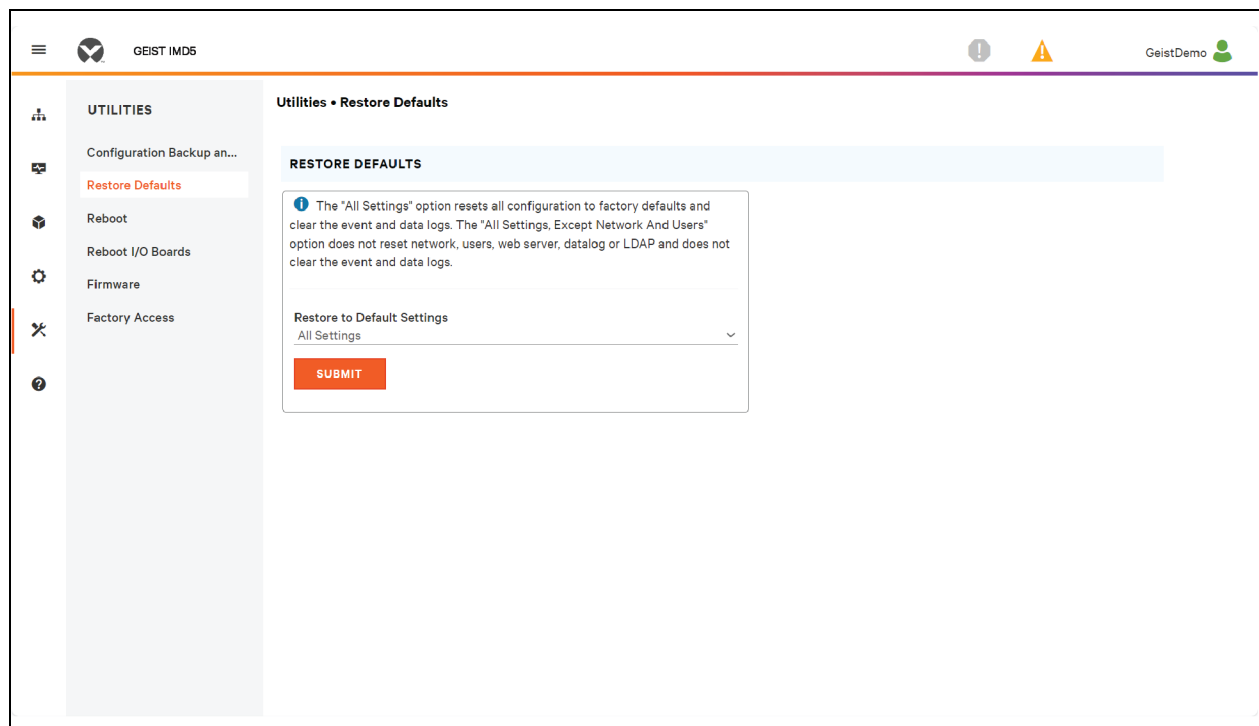 GEIST IMD5
GeistDemo
UTILITIES
Configuration Backup an...
Restore Defaults
Reboot
Reboot I/O Boards
Firmware
Factory Access
Utilities • Restore Defaults
RESTORE DEFAULTS
The "All Settings" option resets all configuration to factory defaults and
clear the event and data logs. The "All Settings, Except Network And Users"
option does not reset network, users, web server, datalog or LDAP and does not
clear the event and data logs.
Restore to Default Settings
All Settings
SUBMIT